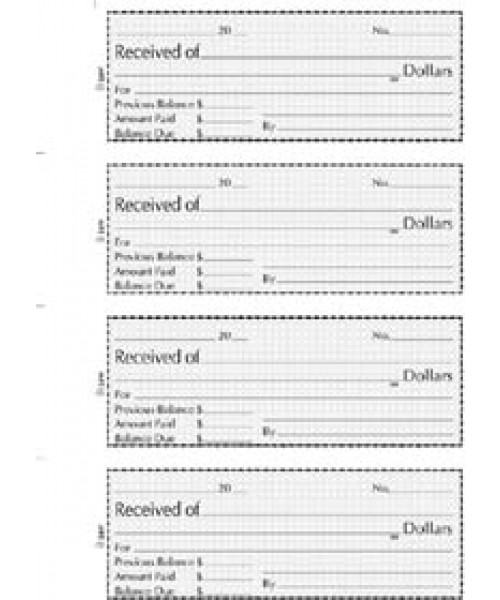 20 No.
Received of
Dollars
For
Previous Balance $
Amount Paid $
Balance Due $ By
20 No.
Received of
Dollars
For
Previous Balance $
Amount Paid $
Balance Due $ By
20 No.
Received of
Dollars
For
Previous Balance $
Amount Paid $
Balance Due $ By
20 No.
Received of
Dollars
For
Previous Balance $
Amount Paid $
Balance Due $ By